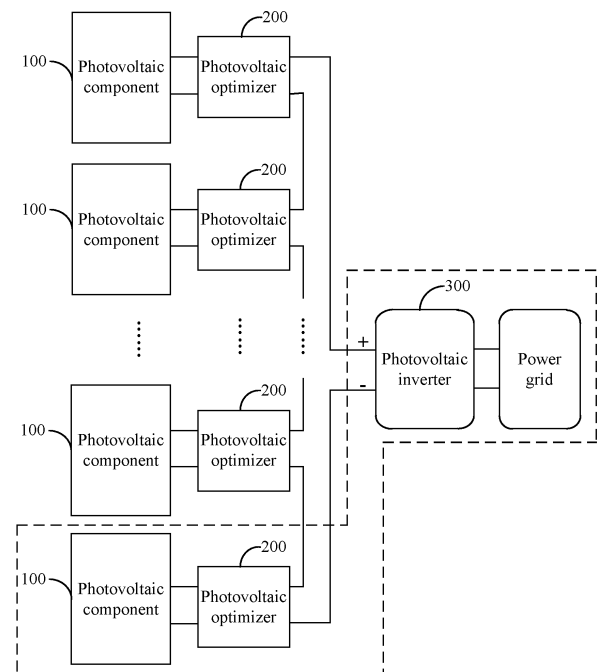 200
100
Photovoltaic
component
Photovoltaic
optimizer
200
100
Photovoltaic
component
Photovoltaic
optimizer
300
+
-
Photovoltaic
inverter
Power
grid
200
100
Photovoltaic
component
Photovoltaic
optimizer
200
100
Photovoltaic
component
Photovoltaic
optimizer